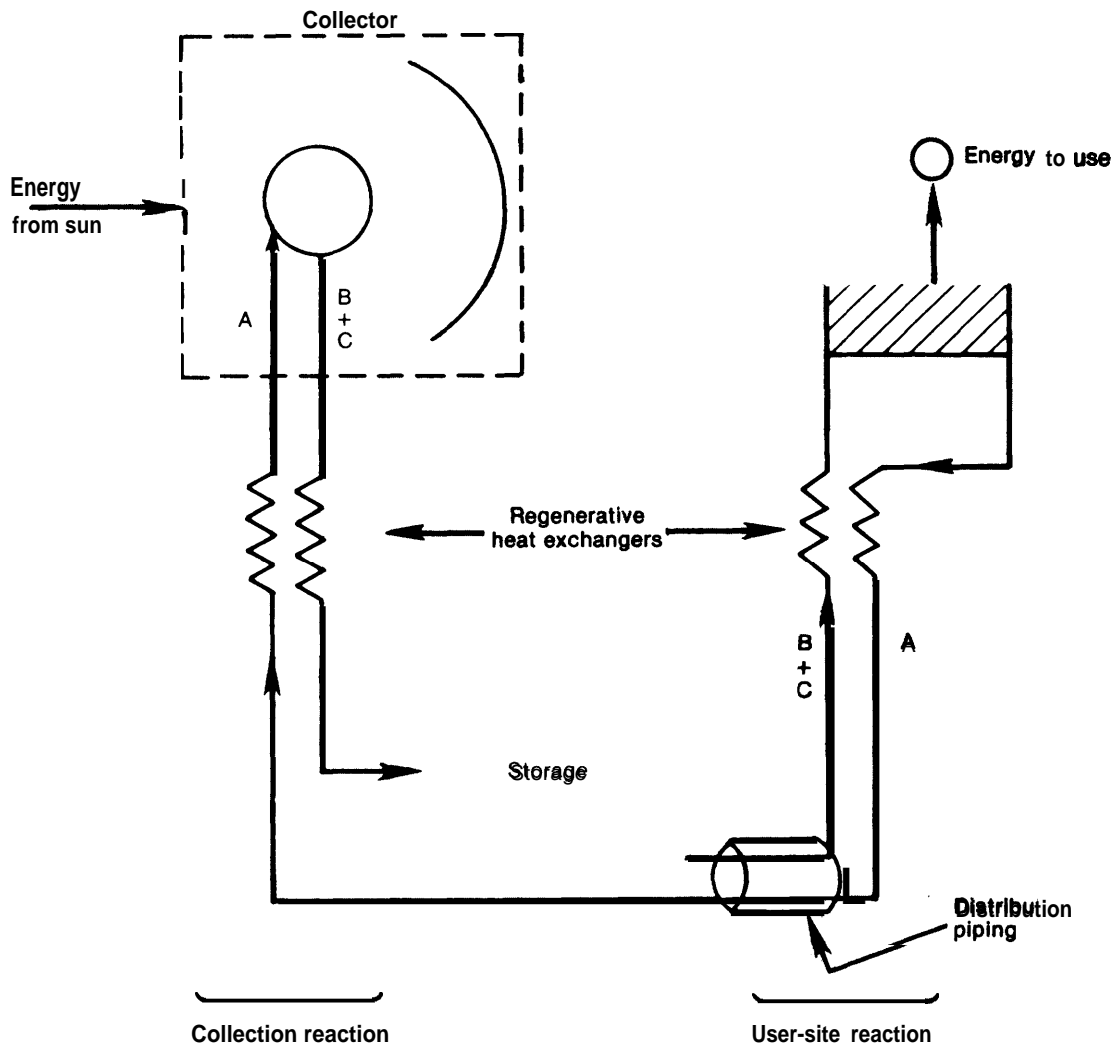 Collector
Energy
from sun
Energy to use
A
B
+
C
Regenerative
heat exchangers
B
+
C
A
Storage
Distribution
piping
Collection reaction
User-site reaction